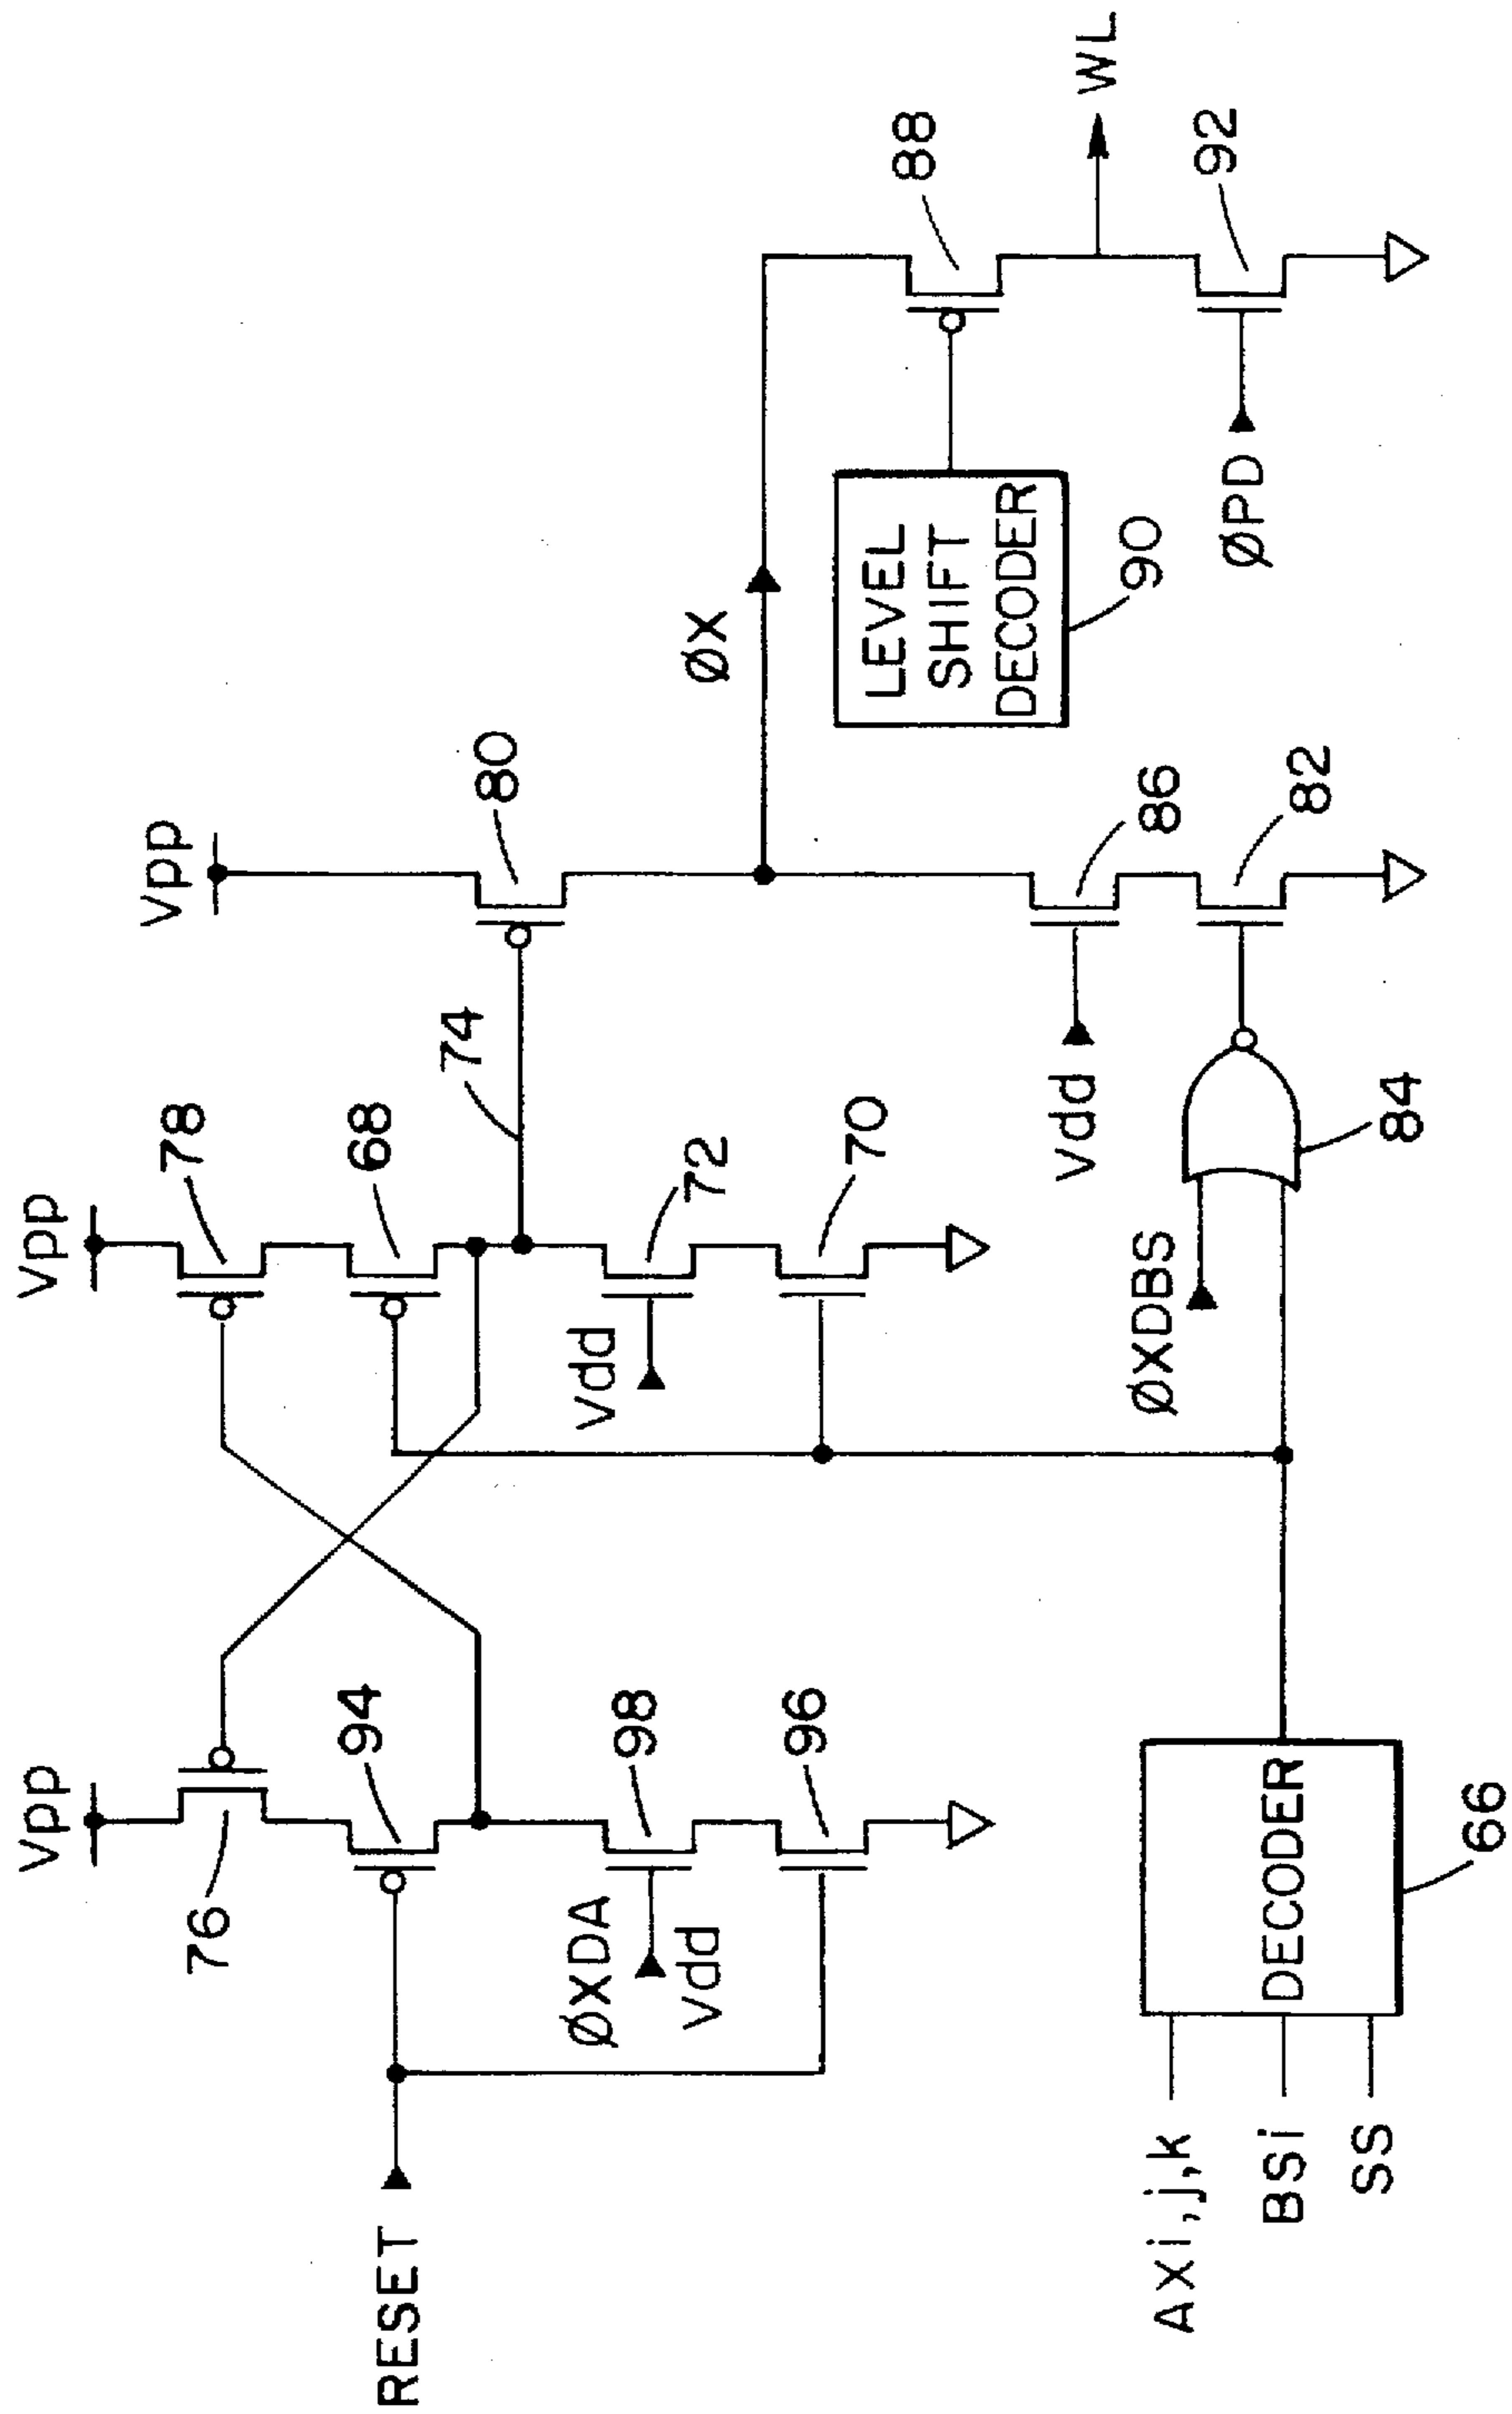 Vpp
Vpp
Vpp
76
78
94
68
74
80
ØX
88
98
72
ØXDA
Vdd
Vdd
96
70
RESET
LEVEL
SHIFT
DECODER
90
WL
Vdd
86
ØXDBS
84
82
ØPD
92
Axi,j,k
BSi
SS
DECODER
66